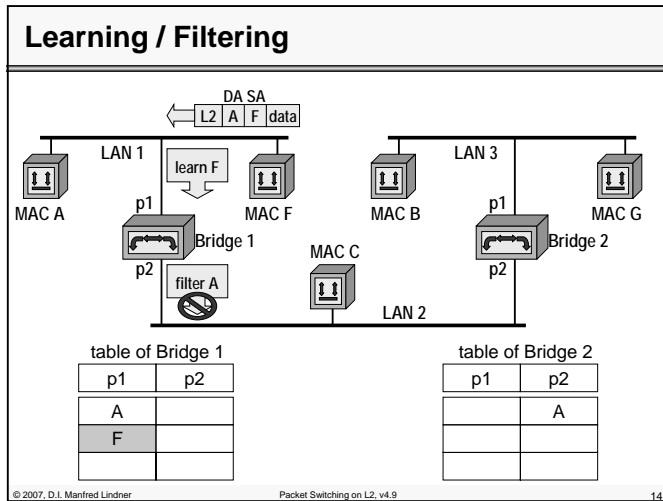 Learning / Filtering
DA SA
L2 A F data
LAN 1
LAN 3
learn F
MAC A
p1
MAC F
MAC B
p1
MAC G
Bridge 1
Bridge 2
p2
MAC C
p2
filter A
LAN 2
table of Bridge 1
table of Bridge 2
p1 p2
p1 p2
A
A
F
© 2007, D.I. Manfred Lindner
Packet Switching on L2, v4.9
14